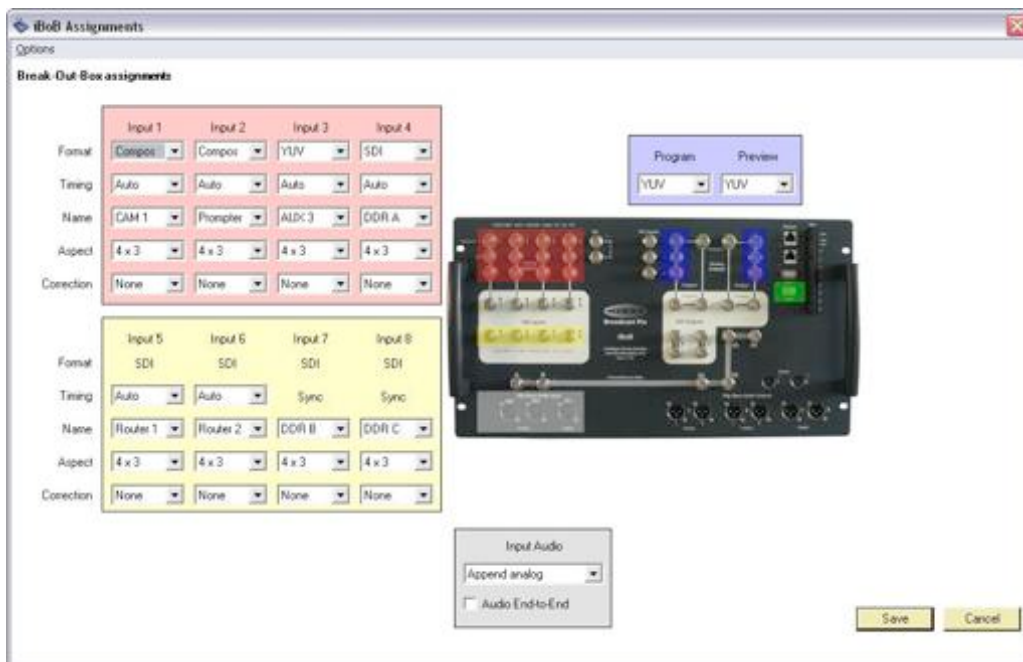 iBoB Assignments
Options
Break-Out-Box assignments
Input 1 Input 2 Input 3 Input 4
Format Compos Compos YUV SDI
Timing Auto Auto Auto Auto
Name CAM 1 Prompter AUX 3 DDR A
Aspect 4 x 3 4 x 3 4 x 3 4 x 3
Correction None None None None
Input 5 Input 6 Input 7 Input 8
Format SDI SDI SDI SDI
Timing Auto Auto Sync Sync
Name Router 1 Router 2 DDR B DDR C
Aspect 4 x 3 4 x 3 4 x 3 4 x 3
Correction None None None None
Program Preview
YUV YUV
Broadcast Pix
iBoB
Input Audio
Append analog
Audio End-to-End
Save Cancel